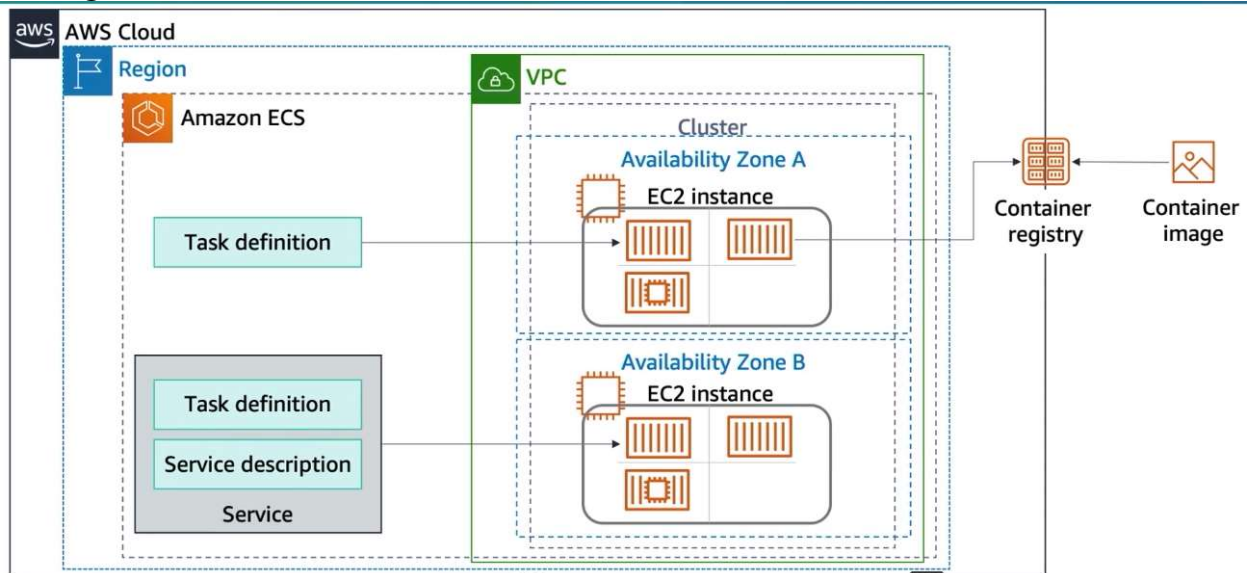 aws
AWS Cloud
Region
VPC
Amazon ECS
Cluster
Availability Zone A
EC2 instance
Task definition
Container
registry
Container
image
Availability Zone B
EC2 instance
Task definition
Service description
Service